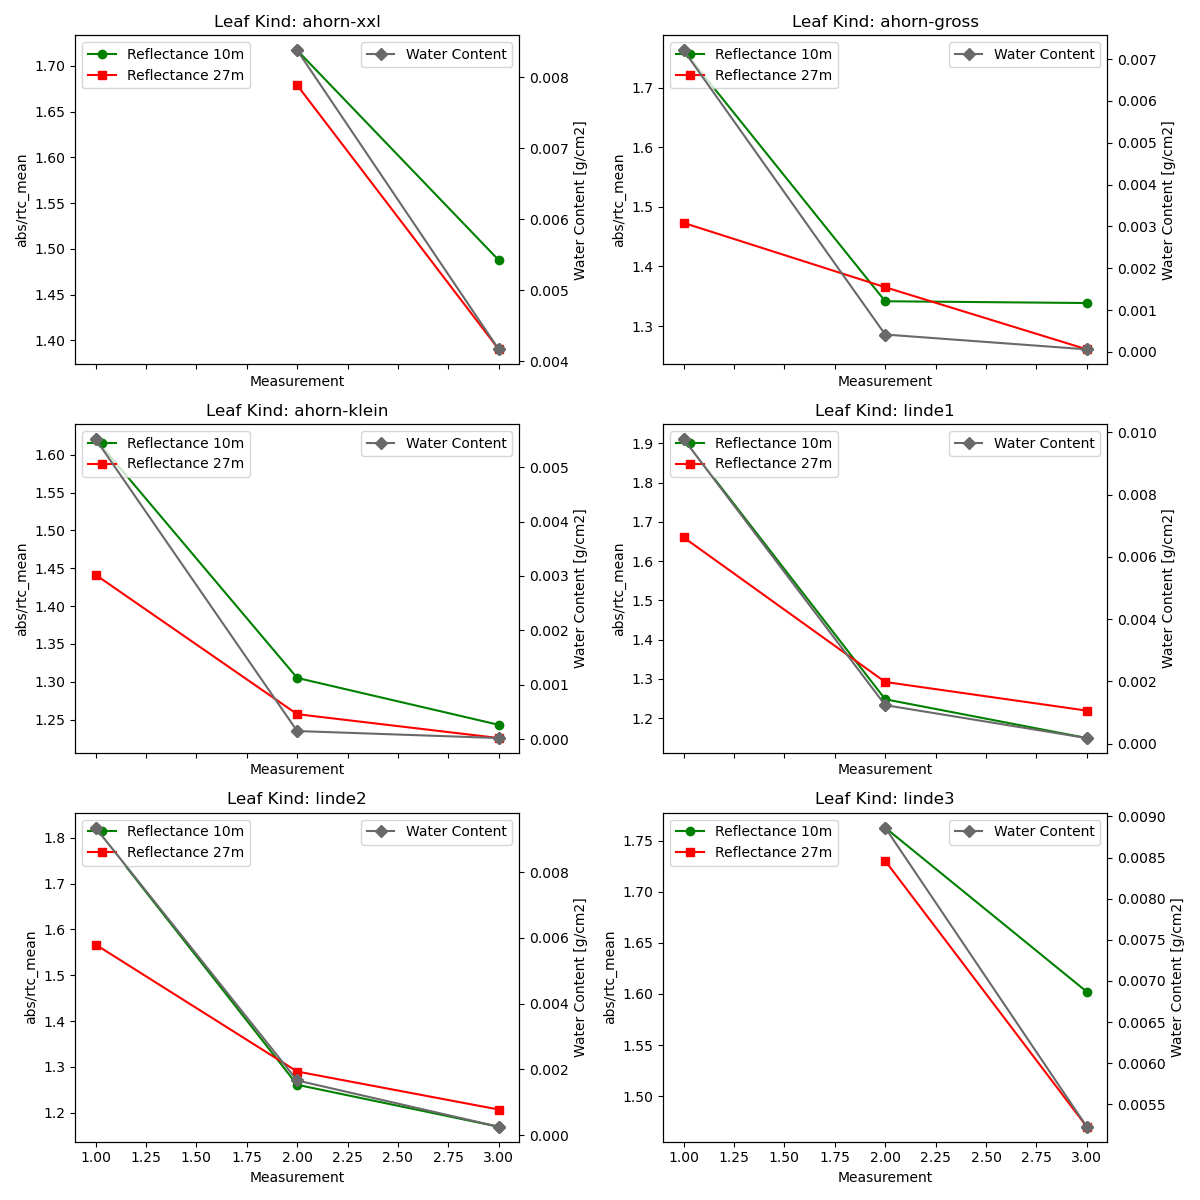 Leaf Kind: ahorn-xxl
Reflectance 10m
Reflectance 27m
Water Content
1.70
1.65
1.60
1.55
1.50
1.45
1.40
abs/rtc_mean
0.008
0.007
0.006
0.005
0.004
Water Content [g/cm2]
Measurement
Leaf Kind: ahorn-gross
Reflectance 10m
Reflectance 27m
Water Content
1.7
1.6
1.5
1.4
1.3
abs/rtc_mean
0.007
0.006
0.005
0.004
0.003
0.002
0.001
0.000
Water Content [g/cm2]
Measurement
Leaf Kind: ahorn-klein
Reflectance 10m
Reflectance 27m
Water Content
1.60
1.55
1.50
1.45
1.40
1.35
1.30
1.25
abs/rtc_mean
0.005
0.004
0.003
0.002
0.001
0.000
Water Content [g/cm2]
Measurement
Leaf Kind: linde1
Reflectance 10m
Reflectance 27m
Water Content
1.9
1.8
1.7
1.6
1.5
1.4
1.3
1.2
abs/rtc_mean
0.010
0.008
0.006
0.004
0.002
0.000
Water Content [g/cm2]
Measurement
Leaf Kind: linde2
Reflectance 10m
Reflectance 27m
Water Content
1.8
1.7
1.6
1.5
1.4
1.3
1.2
abs/rtc_mean
0.008
0.006
0.004
0.002
0.000
Water Content [g/cm2]
1.00 1.25 1.50 1.75 2.00 2.25 2.50 2.75 3.00
Measurement
Leaf Kind: linde3
Reflectance 10m
Reflectance 27m
Water Content
1.75
1.70
1.65
1.60
1.55
1.50
abs/rtc_mean
0.0090
0.0085
0.0080
0.0075
0.0070
0.0065
0.0060
0.0055
Water Content [g/cm2]
1.00 1.25 1.50 1.75 2.00 2.25 2.50 2.75 3.00
Measurement